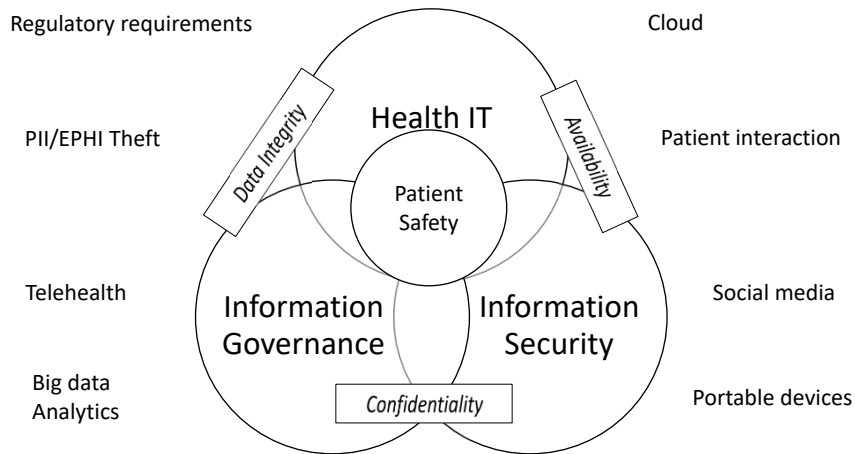 Regulatory requirements
Cloud
Health IT
PII/EPHI Theft
Data Integrity
Availability
Patient interaction
Patient
Safety
Telehealth
Information
Governance
Information
Security
Social media
Big data
Analytics
Confidentiality
Portable devices